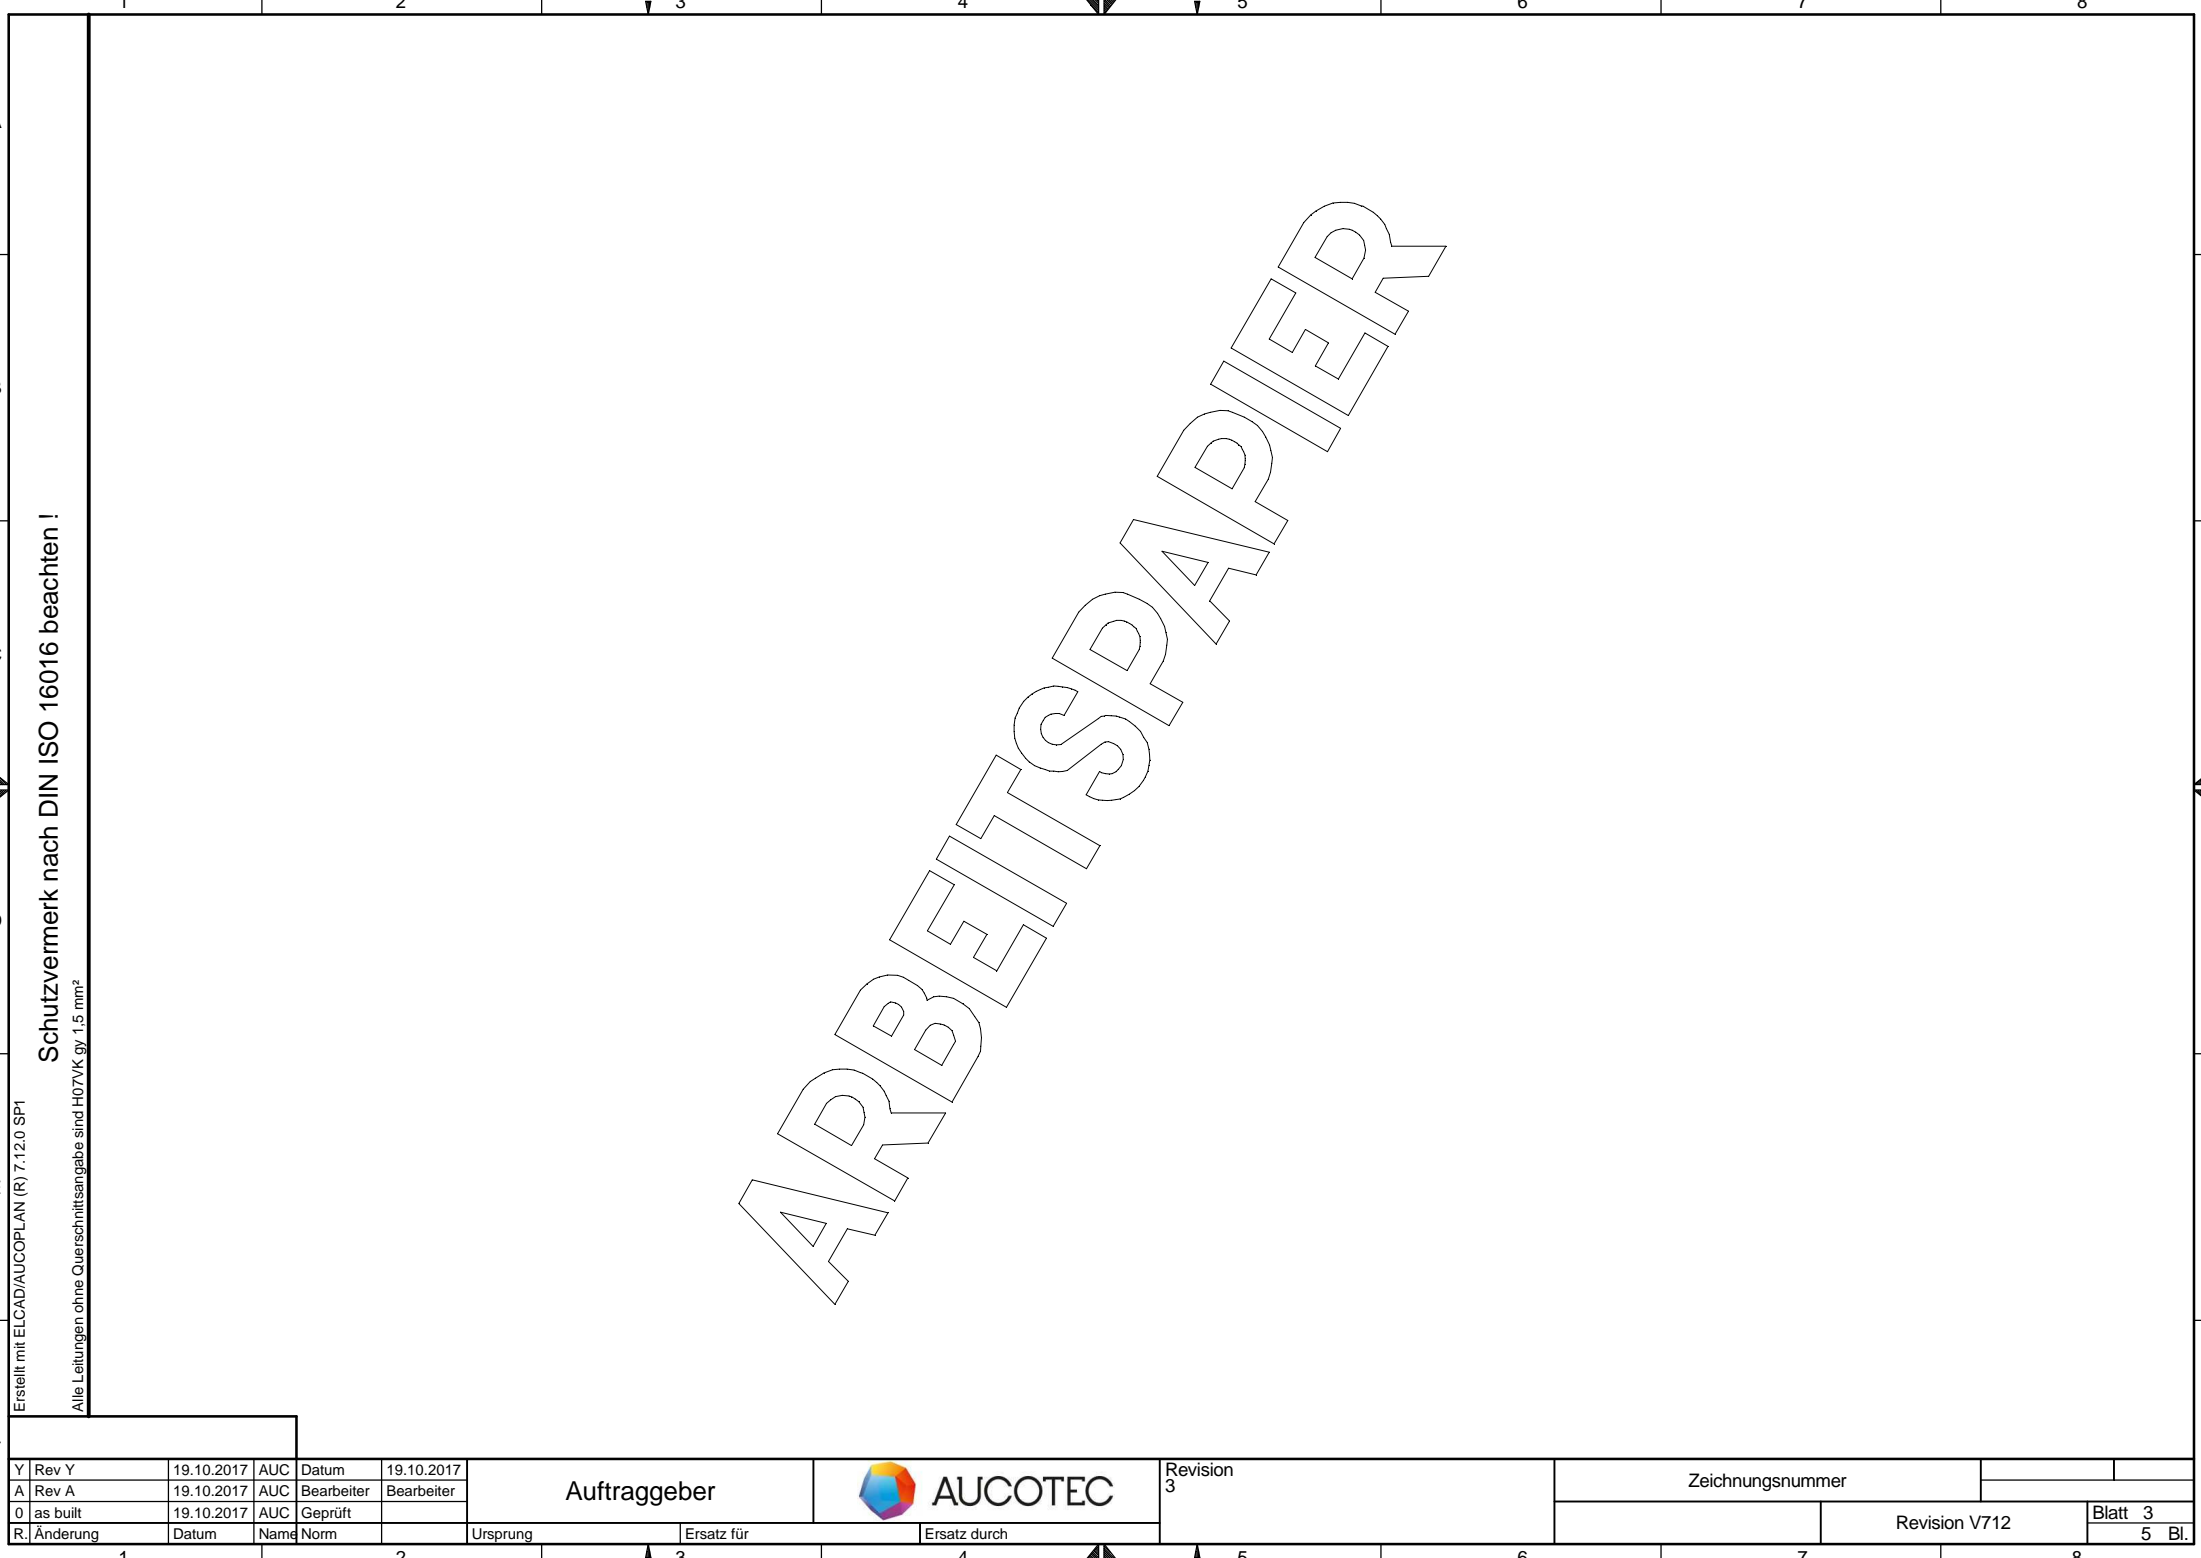 1 2 3 4 5 6 7 8
Schutzvermerk nach DIN ISO 16016 beachten !
Erstellt mit ELCAD/AUCOPLAN (R) 7.12.0 SP1
Alle Leitungen ohne Querschnittsangabe sind H07VK gy 1,5 mm²
ARBEITSPAPIER
Y Rev Y 19.10.2017 AUC Datum 19.10.2017
A Rev A 19.10.2017 AUC Bearbeiter Bearbeiter
0 as built 19.10.2017 AUC Geprüft
R. Änderung Datum Name Norm
Auftraggeber
Ursprung Ersatz für Ersatz durch
AUCOTEC
Revision
3
Zeichnungsnummer
Revision V712
Blatt 3
5 Bl.
1 2 3 4 5 6 7 8